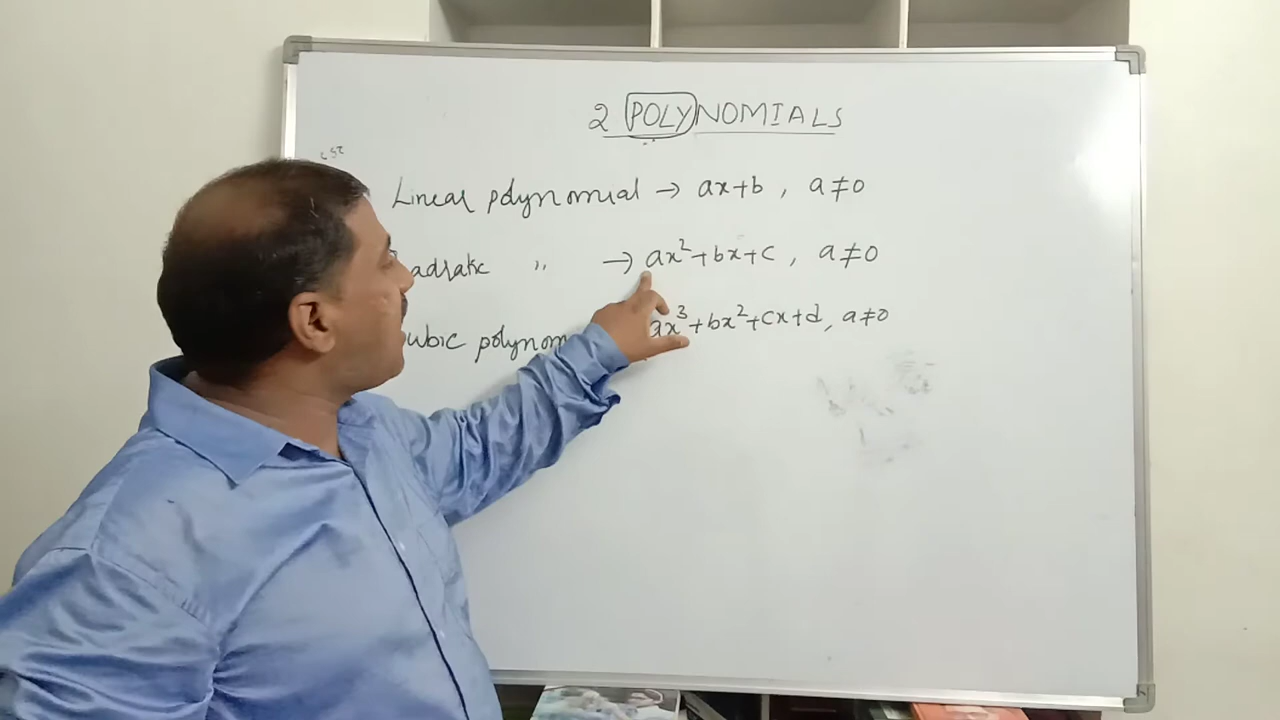 2 POLYNOMIALS
Linear polynomial → ax+b , a≠0
adratic " → ax²+bx+c , a≠0
ubic polynom ax³+bx²+cx+d, a≠0